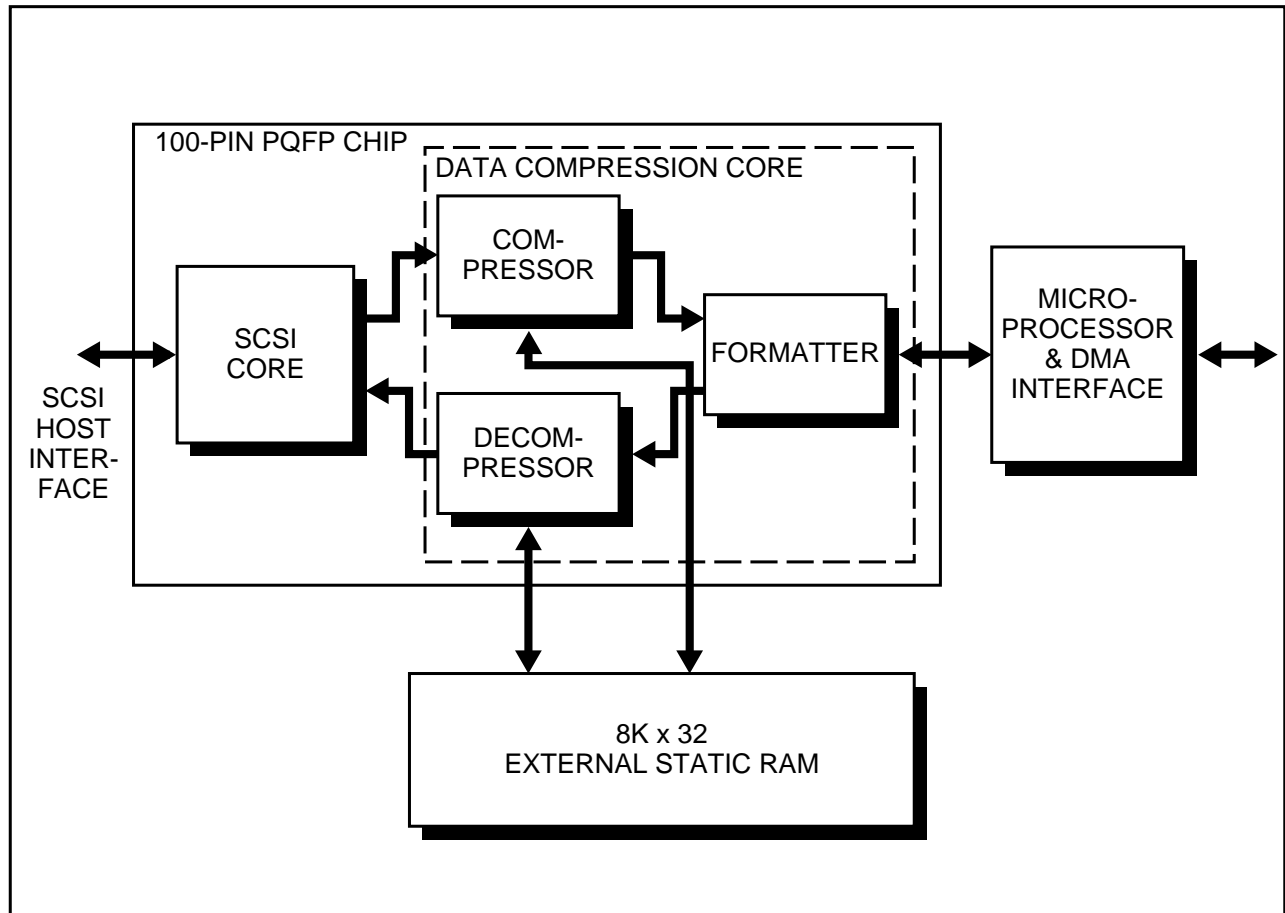 100-PIN PQFP CHIP
DATA COMPRESSION CORE
COM-
PRESSOR
SCSI
CORE
FORMATTER
MICRO-
PROCESSOR
& DMA
INTERFACE
SCSI
HOST
INTER-
FACE
DECOM-
PRESSOR
8K x 32
EXTERNAL STATIC RAM